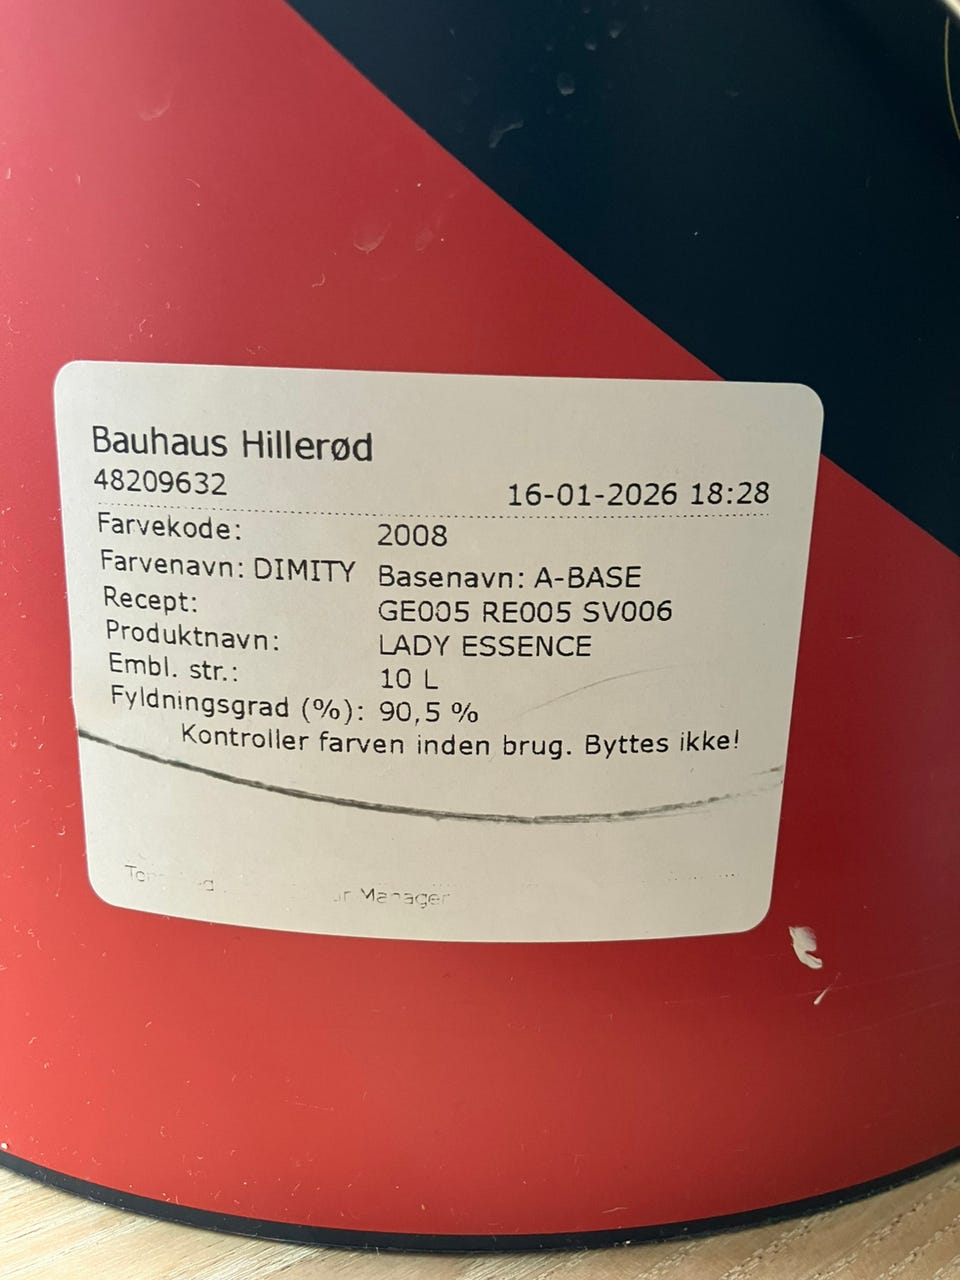 Bauhaus Hillerød
48209632 16-01-2026 18:28
Farvekode: 2008
Farvenavn: DIMITY Basenavn: A-BASE
Recept: GE005 RE005 SV006
Produktnavn: LADY ESSENCE
Embl. str.: 10 L
Fyldningsgrad (%): 90,5 %
Kontroller farven inden brug. Byttes ikke!
Manager